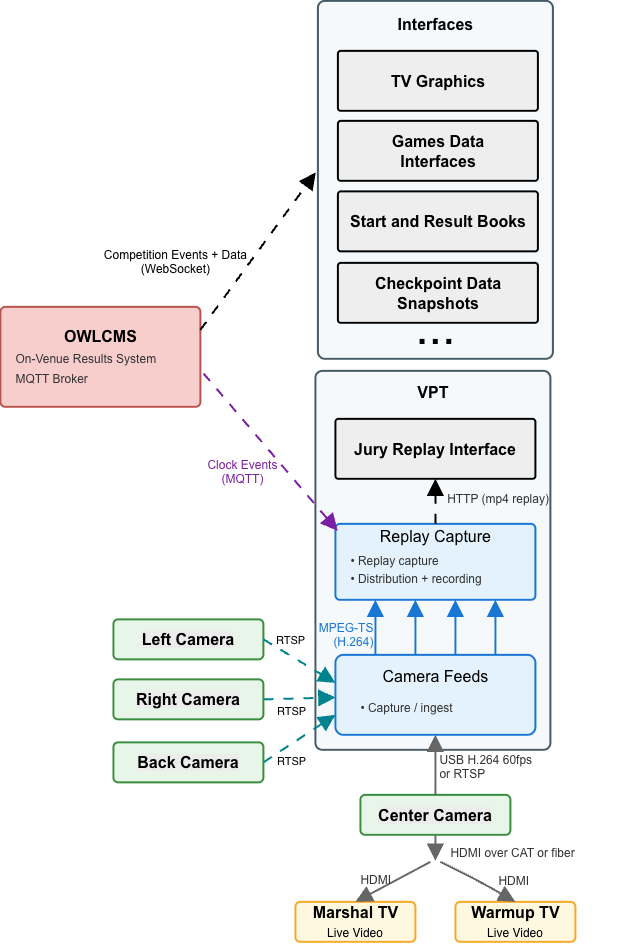 Interfaces
TV Graphics
Games Data
Interfaces
Start and Result Books
Checkpoint Data
Snapshots
...
Competition Events + Data
(WebSocket)
OWLCMS
On-Venue Results System
MQTT Broker
VPT
Jury Replay Interface
Clock Events
(MQTT)
HTTP (mp4 replay)
Replay Capture
• Replay capture
• Distribution + recording
MPEG-TS
(H.264)
Left Camera
RTSP
Camera Feeds
• Capture / ingest
Right Camera
RTSP
Back Camera
RTSP
USB H.264 60fps
or RTSP
Center Camera
HDMI over CAT or fiber
HDMI
HDMI
Marshal TV
Live Video
Warmup TV
Live Video